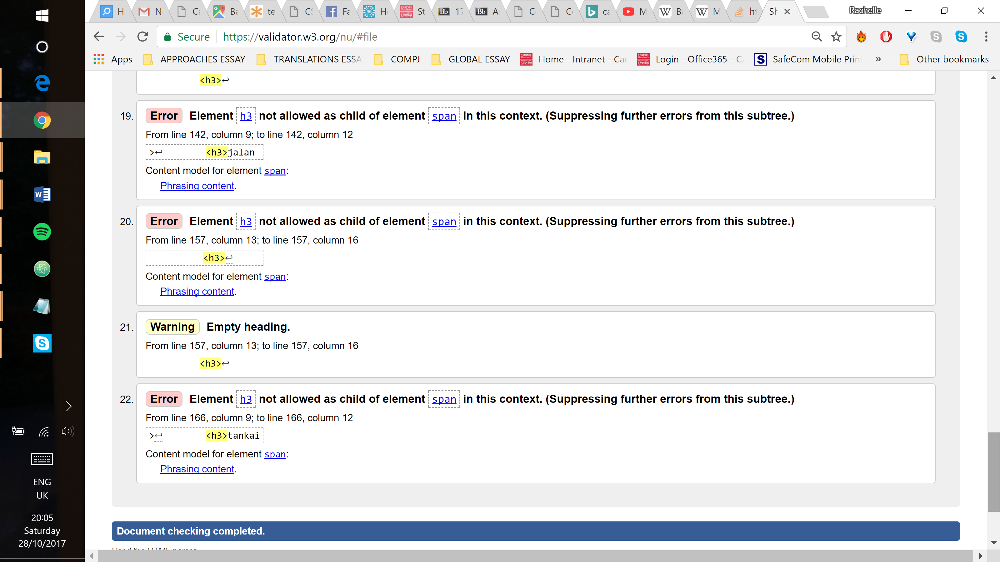 H N Ca Ba te CS Fa H St 17 A C C ca M Ba M ht Sh Rachelle
Secure https://validator.w3.org/nu/#file
Apps APPROACHES ESSAY TRANSLATIONS ESSA COMPJ GLOBAL ESSAY Home - Intranet - Car Login - Office365 - Ca SafeCom Mobile Prin » Other bookmarks
<h3>↩
19. Error Element h3 not allowed as child of element span in this context. (Suppressing further errors from this subtree.)
From line 142, column 9; to line 142, column 12
>↩ <h3>jalan
Content model for element span:
Phrasing content.
20. Error Element h3 not allowed as child of element span in this context. (Suppressing further errors from this subtree.)
From line 157, column 13; to line 157, column 16
<h3>↩
Content model for element span:
Phrasing content.
21. Warning Empty heading.
From line 157, column 13; to line 157, column 16
<h3>↩
22. Error Element h3 not allowed as child of element span in this context. (Suppressing further errors from this subtree.)
From line 166, column 9; to line 166, column 12
>↩ <h3>tankai
Content model for element span:
Phrasing content.
Document checking completed.
ENG
UK
20:05
Saturday
28/10/2017